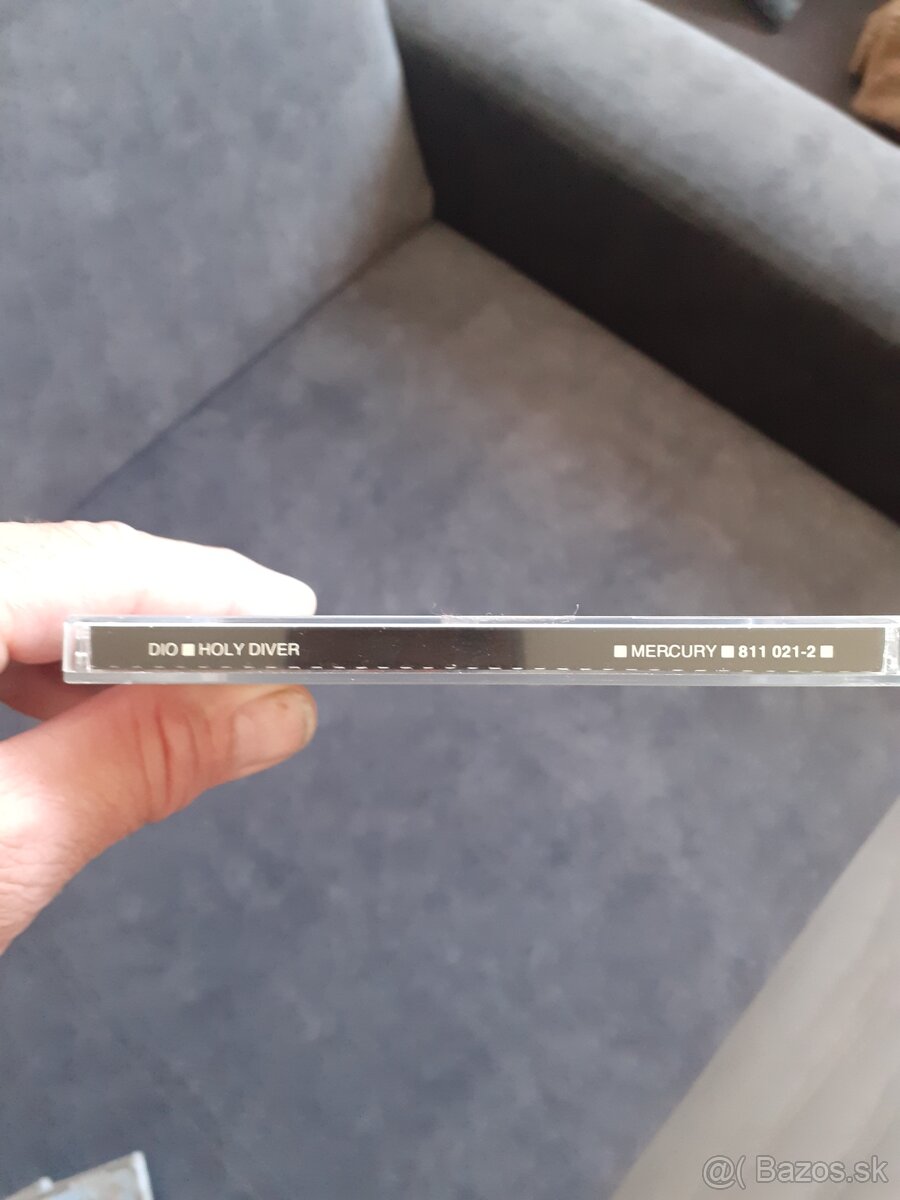 DIO ■ HOLY DIVER ■ MERCURY ■ 811 021-2 ■
@( Bazos.sk